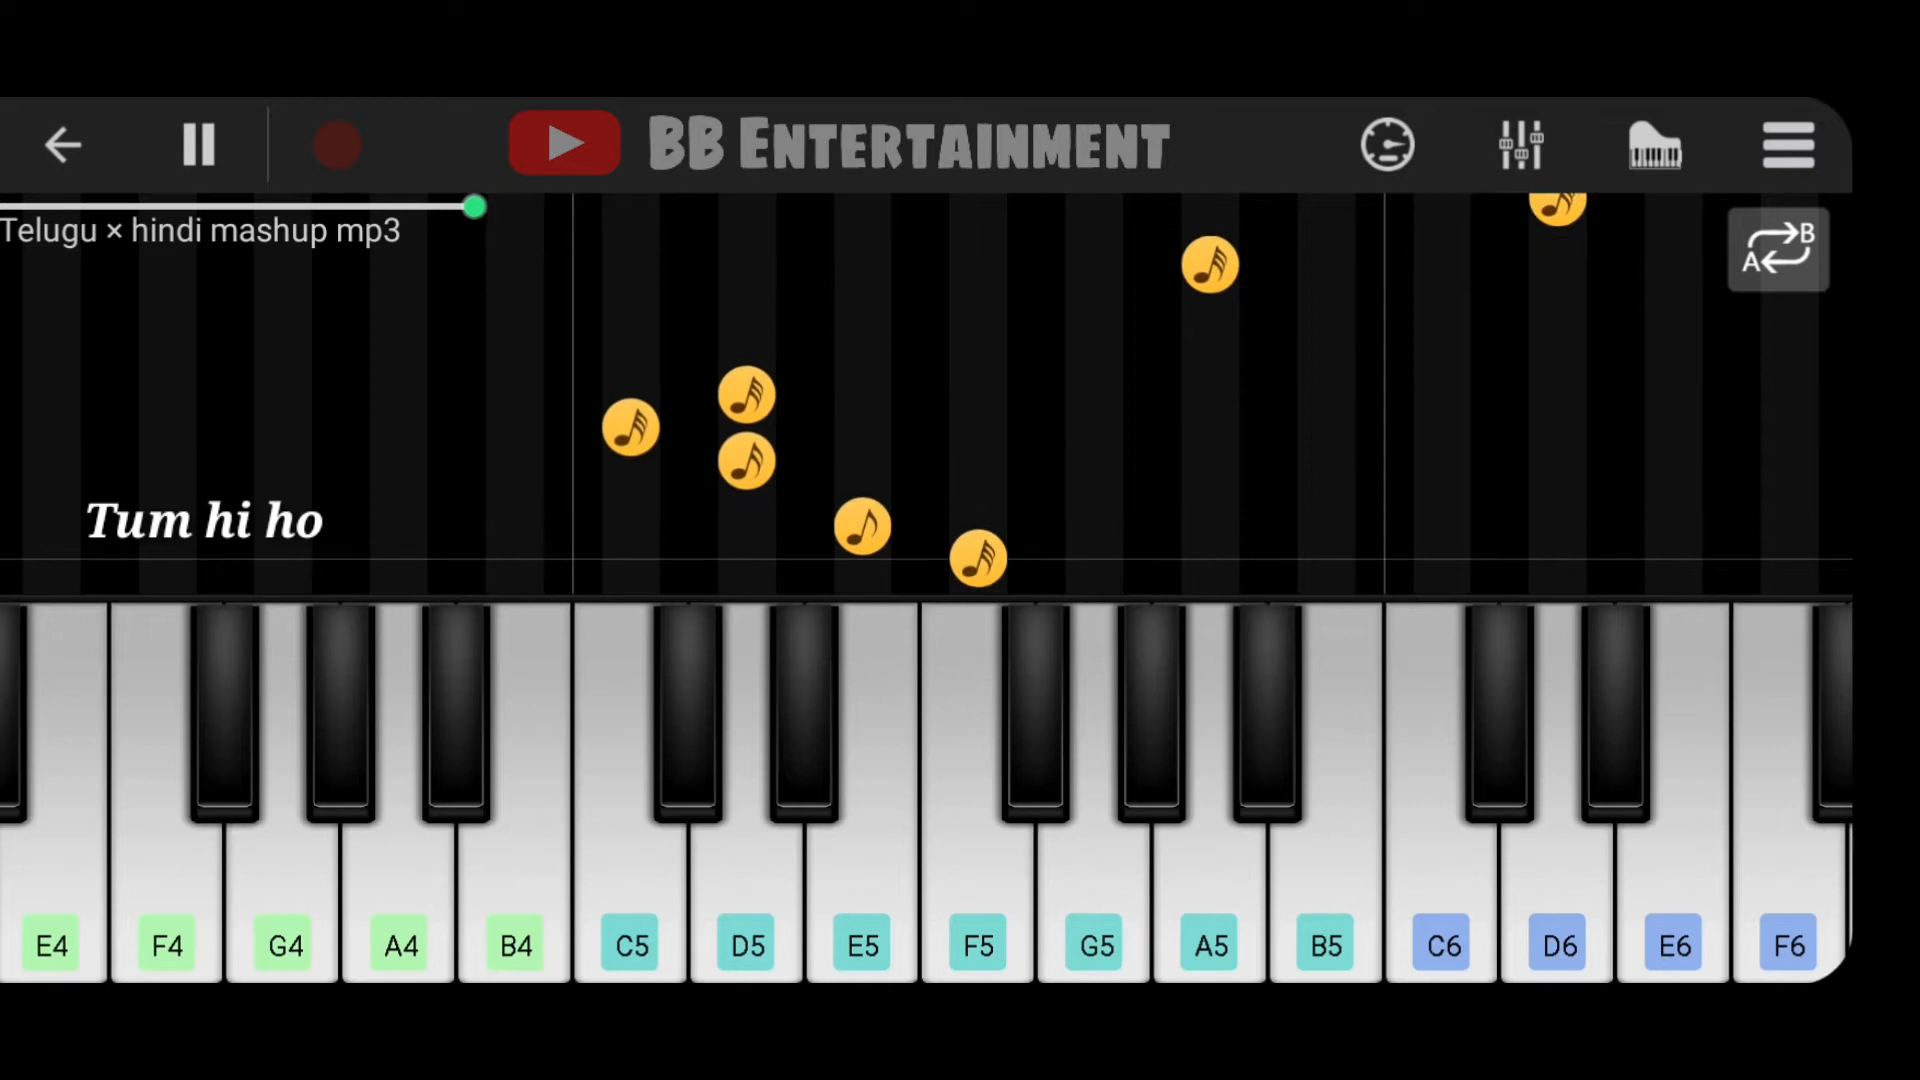 BB ENTERTAINMENT
Telugu × hindi mashup mp3
B
A
Tum hi ho
E4 F4 G4 A4 B4 C5 D5 E5 F5 G5 A5 B5 C6 D6 E6 F6